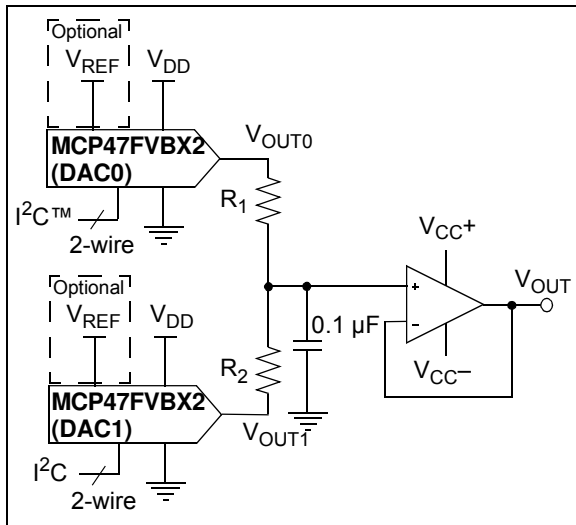 Optional
VREF
VDD
MCP47FVBX2
(DAC0)
VOUT0
I²C™
2-wire
R1
VCC+
VOUT
Optional
VREF
VDD
0.1 µF
+
–
R2
VCC–
MCP47FVBX2
(DAC1)
VOUT1
I²C
2-wire